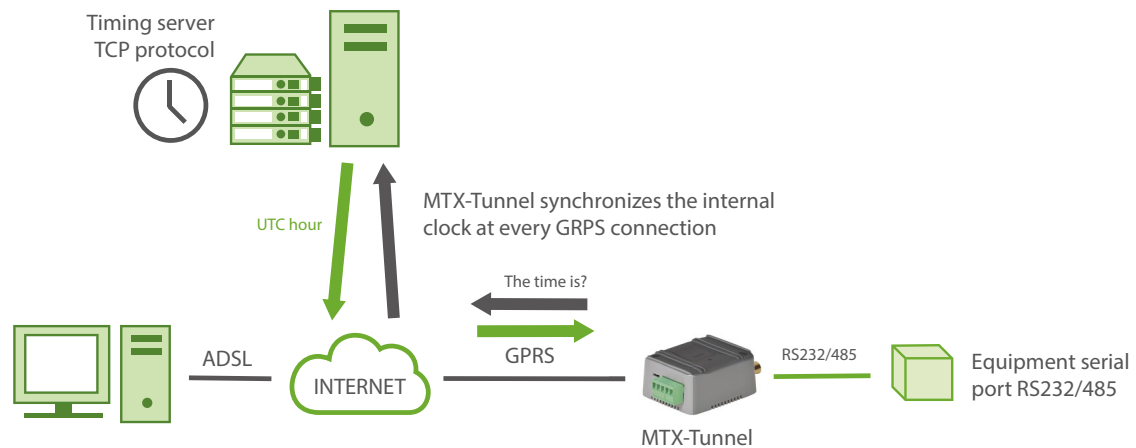 Timing server
TCP protocol
UTC hour
MTX-Tunnel synchronizes the internal
clock at every GRPS connection
The time is?
ADSL
INTERNET
GPRS
RS232/485
Equipment serial
port RS232/485
MTX-Tunnel